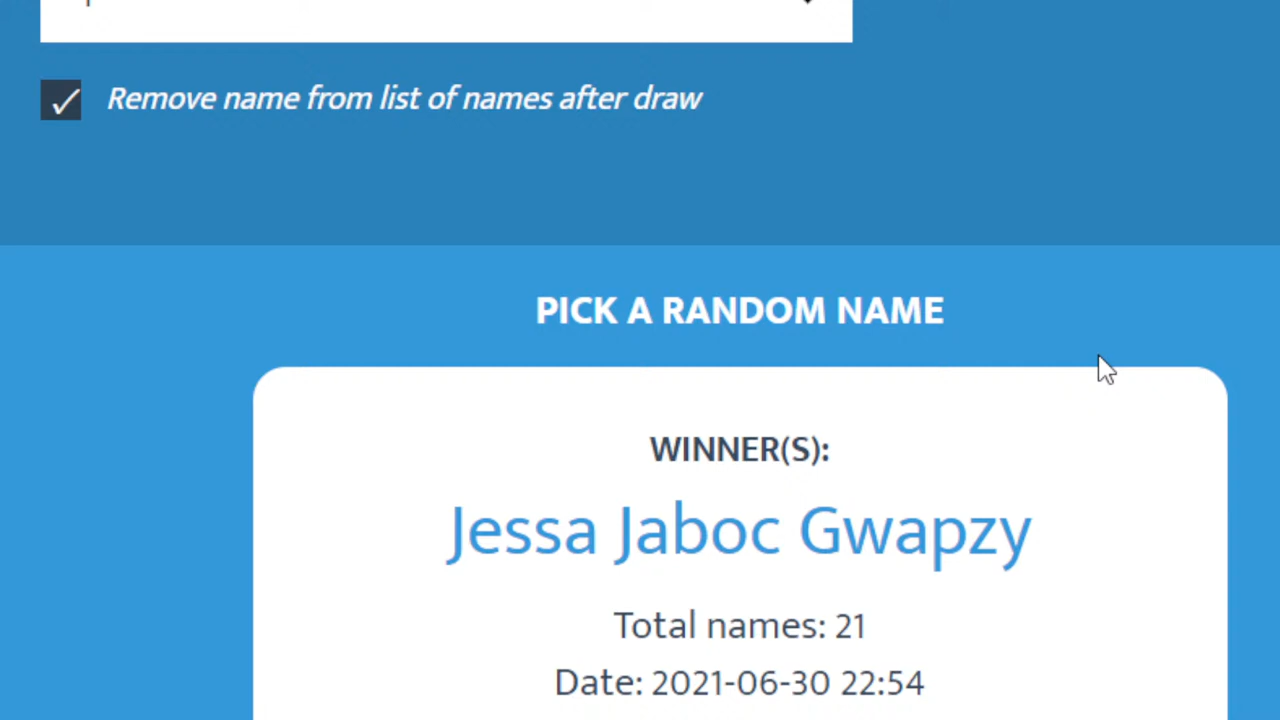 Remove name from list of names after draw
PICK A RANDOM NAME
WINNER(S):
Jessa Jaboc Gwapzy
Total names: 21
Date: 2021-06-30 22:54